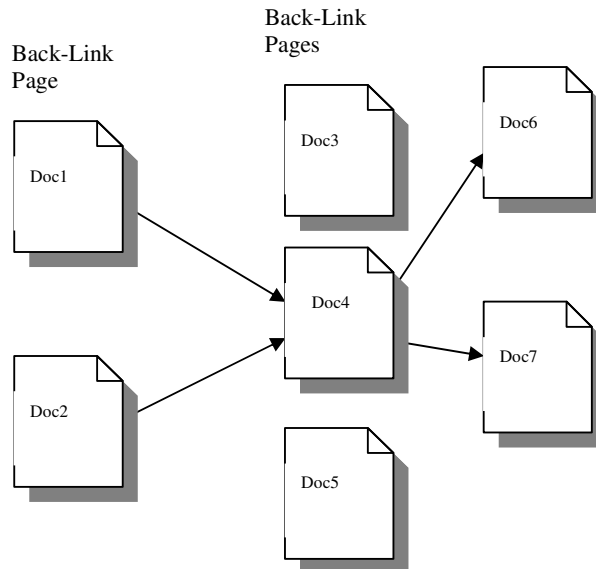 Back-Link
Page
Back-Link
Pages
Doc1
Doc2
Doc3
Doc4
Doc5
Doc6
Doc7